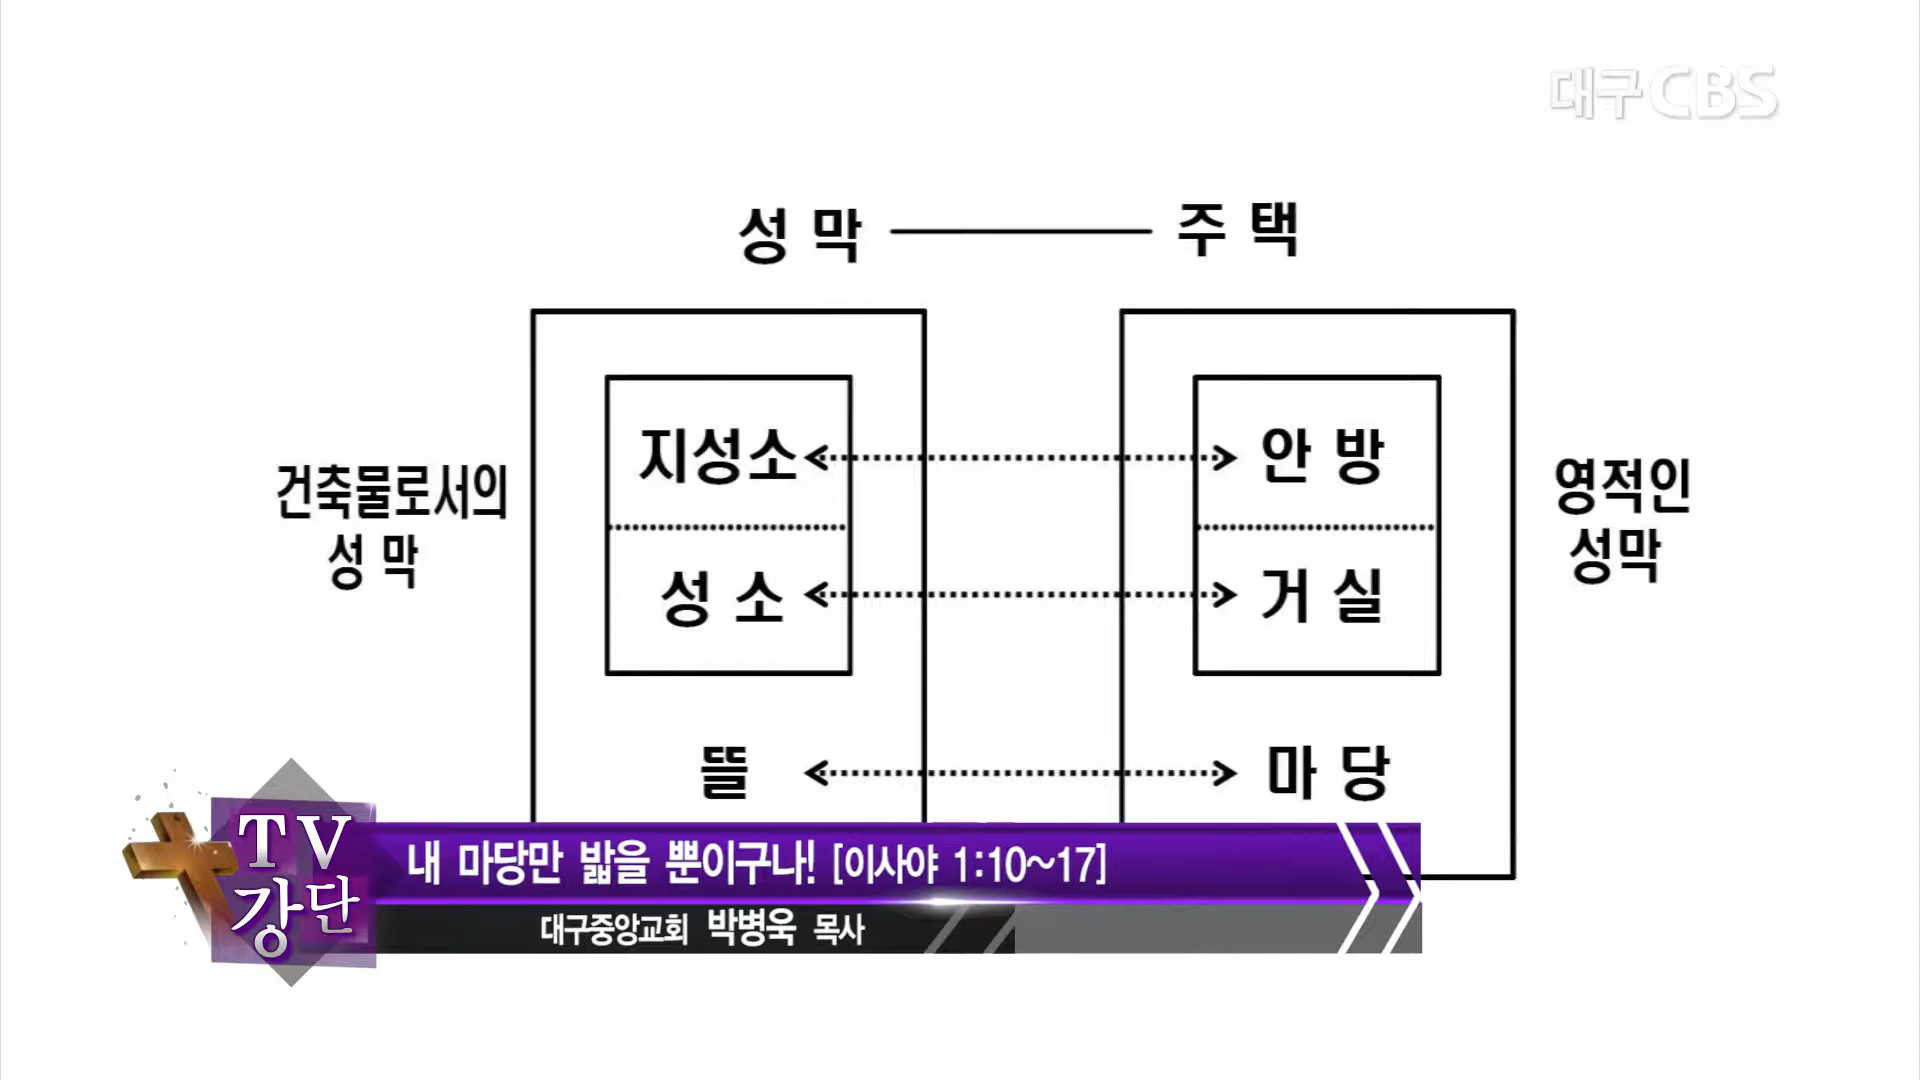 대구CBS
성 막
주 택
건축물로서의
성 막
지성소
안 방
성 소
거 실
뜰
마 당
영적인
성막
TV
강단
내 마당만 밟을 뿐이구나! [이사야 1:10~17]
대구중앙교회 박병욱 목사